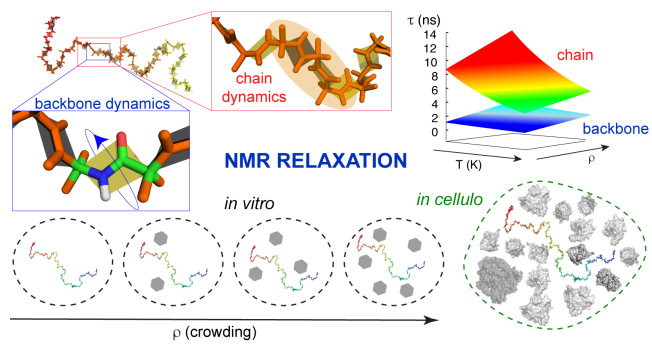 τ (ns)
14
12
10
8
6
4
2
0
chain
backbone
T (K)
ρ
chain
dynamics
backbone dynamics
NMR RELAXATION
in vitro
in cellulo
ρ (crowding)